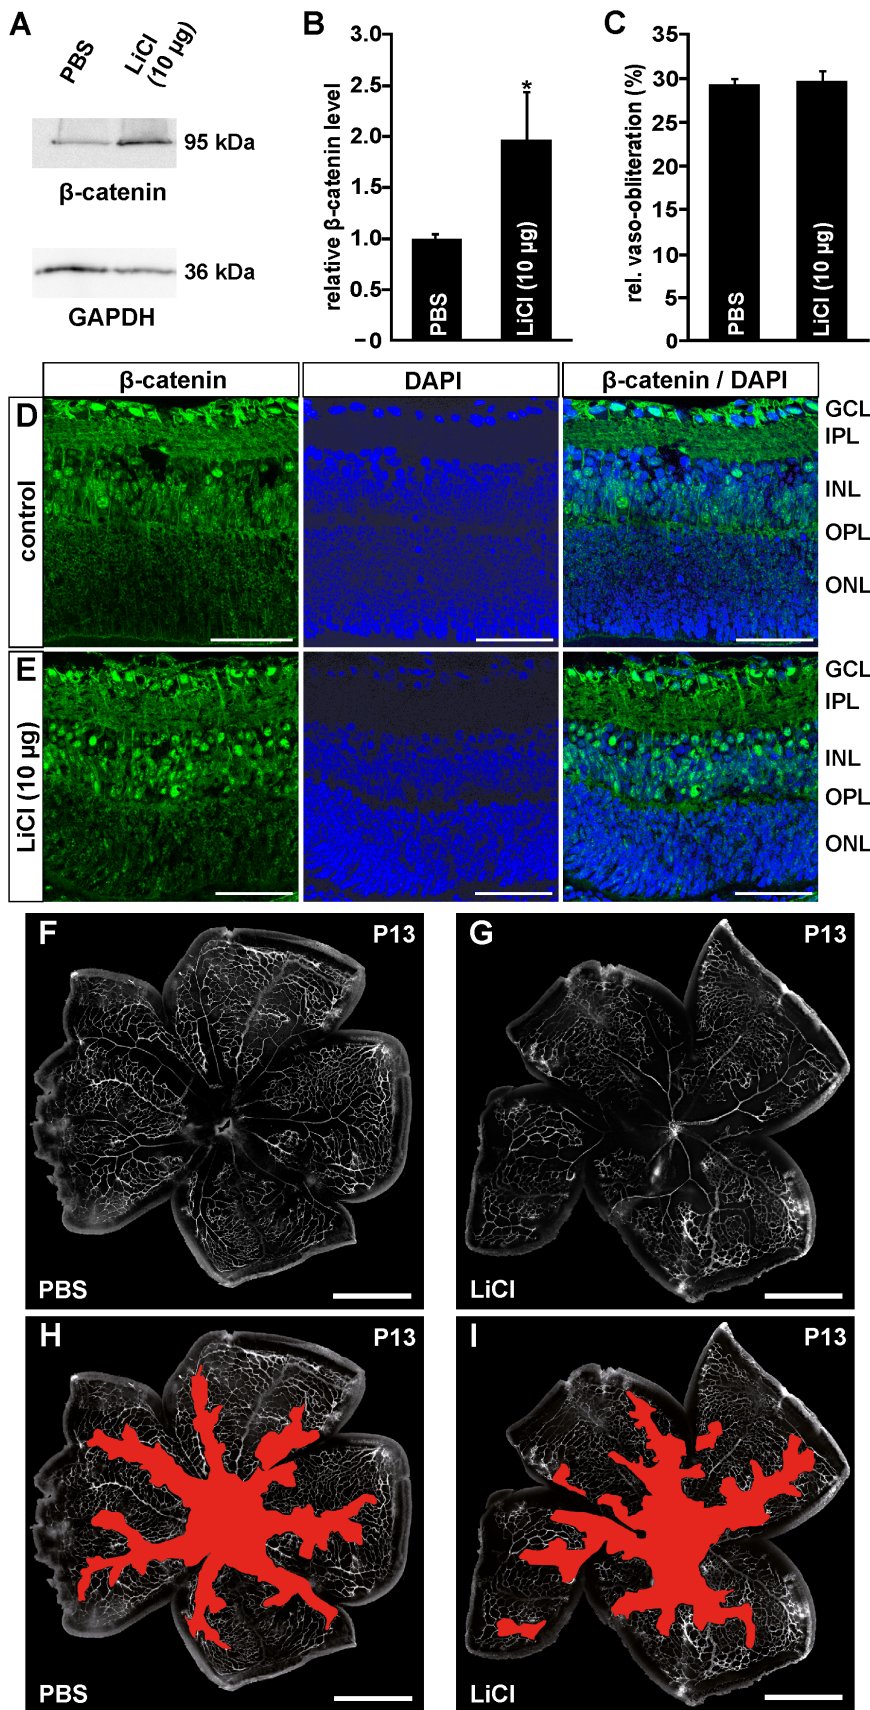 A
PBS
LiCl
(10 µg)
95 kDa
β-catenin
36 kDa
GAPDH
B
relative β-catenin level
3.0
2.5
2.0
1.5
1.0
0.5
0
*
PBS
LiCl (10 µg)
C
rel. vaso-obliteration (%)
35
30
25
20
15
10
5
0
PBS
LiCl (10 µg)
β-catenin
DAPI
β-catenin / DAPI
D
control
GCL
IPL
INL
OPL
ONL
E
LiCl (10 µg)
GCL
IPL
INL
OPL
ONL
F
P13
PBS
G
P13
LiCl
H
P13
PBS
I
P13
LiCl